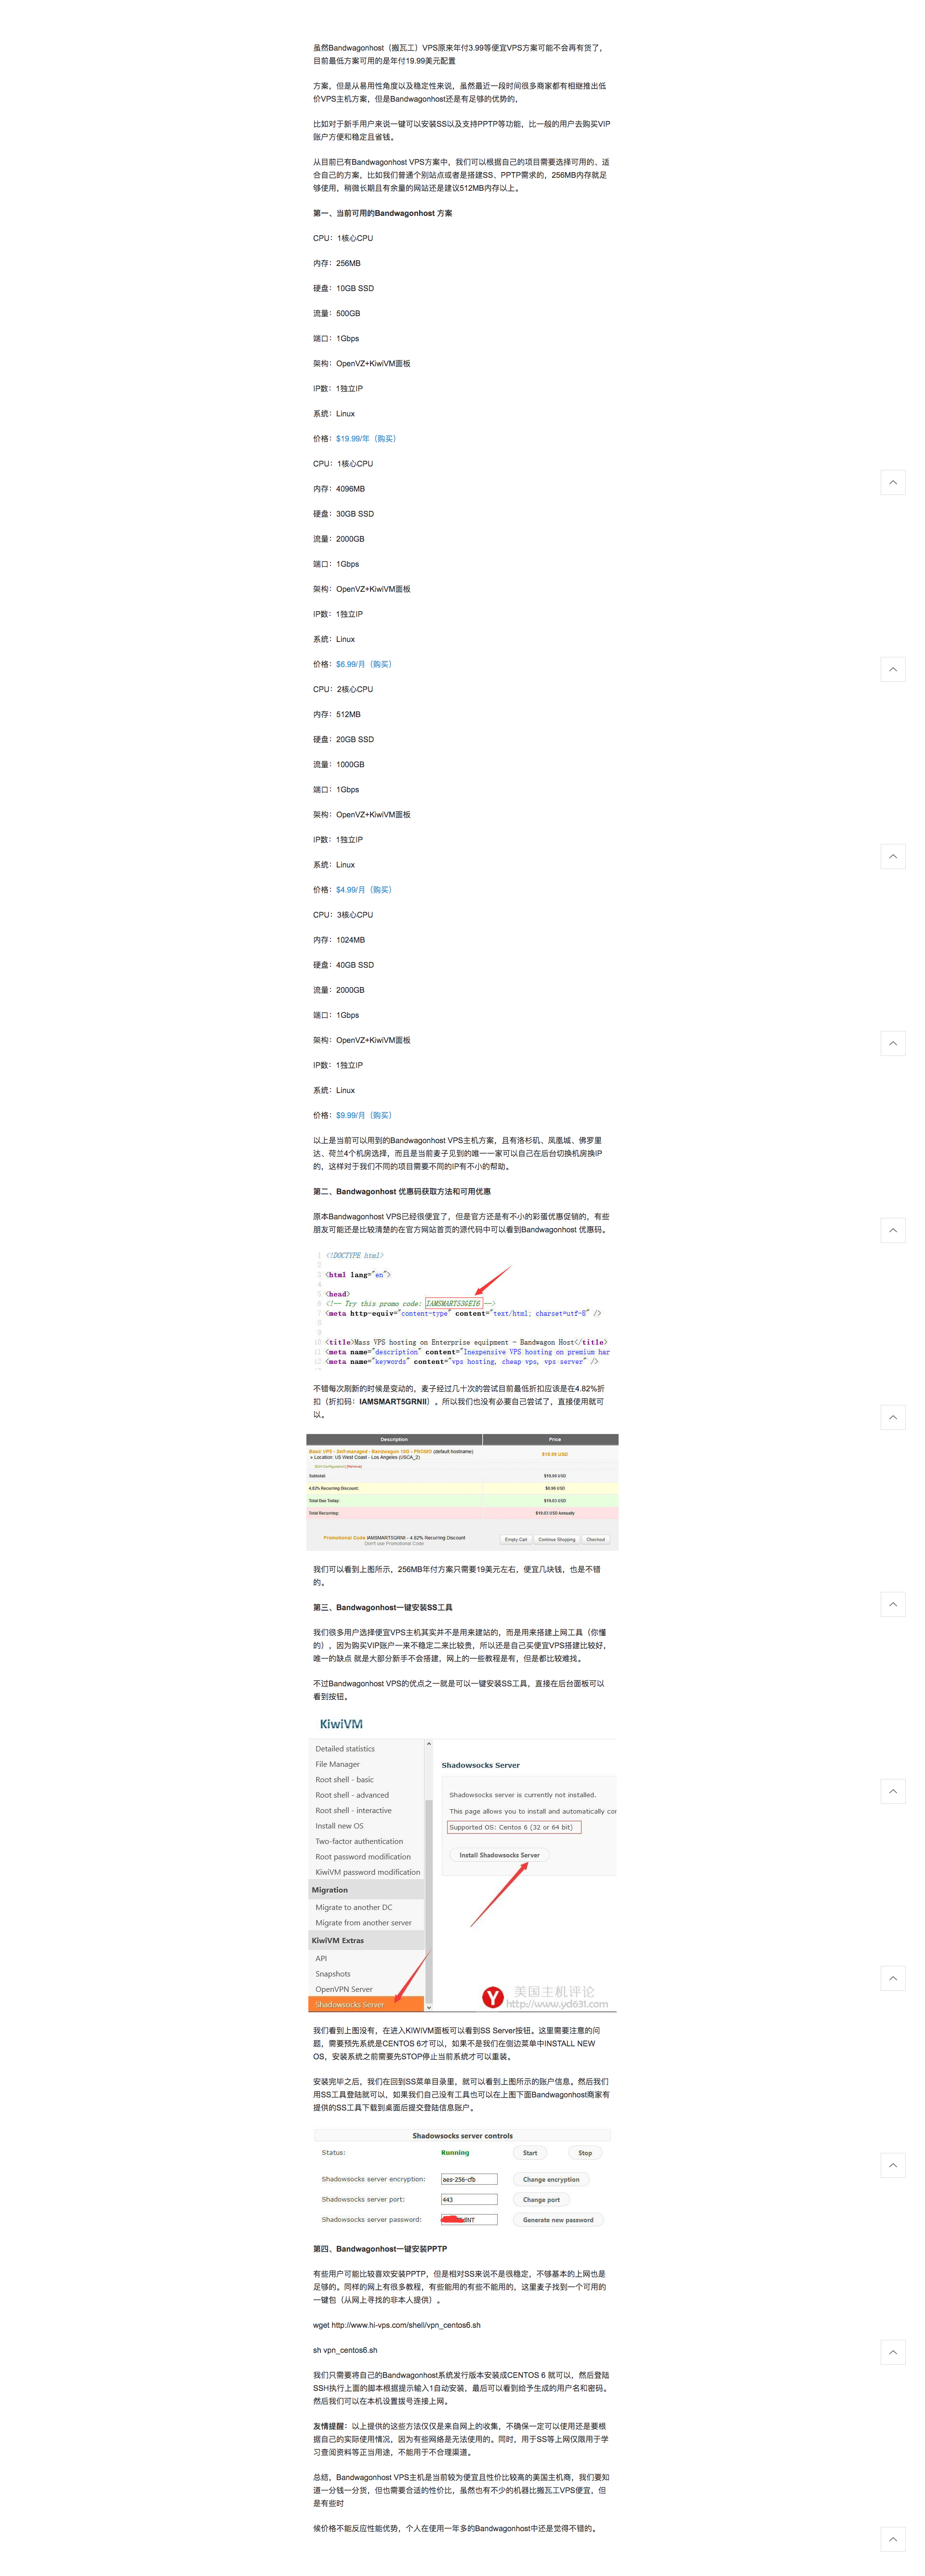 虽然Bandwagonhost（搬瓦工）VPS原来年付3.99等便宜VPS方案可能不会再有货了，
目前最低方案可用的是年付19.99美元配置
方案，但是从易用性角度以及稳定性来说，虽然最近一段时间很多商家都有相继推出低
价VPS主机方案，但是Bandwagonhost还是有足够的优势的，
比如对于新手用户来说一键可以安装SS以及支持PPTP等功能，比一般的用户去购买VIP
账户方便和稳定且省钱。
从目前已有Bandwagonhost VPS方案中，我们可以根据自己的项目需要选择可用的、适
合自己的方案，比如我们普通个别站点或者是搭建SS、PPTP需求的，256MB内存就足
够使用，稍微长期且有余量的网站还是建议512MB内存以上。
第一、当前可用的Bandwagonhost 方案
CPU：1核心CPU
内存：256MB
硬盘：10GB SSD
流量：500GB
端口：1Gbps
架构：OpenVZ+KiwiVM面板
IP数：1独立IP
系统：Linux
价格：$19.99/年（购买）
CPU：1核心CPU
内存：4096MB
硬盘：30GB SSD
流量：2000GB
端口：1Gbps
架构：OpenVZ+KiwiVM面板
IP数：1独立IP
系统：Linux
价格：$6.99/月（购买）
CPU：2核心CPU
内存：512MB
硬盘：20GB SSD
流量：1000GB
端口：1Gbps
架构：OpenVZ+KiwiVM面板
IP数：1独立IP
系统：Linux
价格：$4.99/月（购买）
CPU：3核心CPU
内存：1024MB
硬盘：40GB SSD
流量：2000GB
端口：1Gbps
架构：OpenVZ+KiwiVM面板
IP数：1独立IP
系统：Linux
价格：$9.99/月（购买）
以上是当前可以用到的Bandwagonhost VPS主机方案，且有洛杉矶、凤凰城、佛罗里
达、荷兰4个机房选择，而且是当前麦子见到的唯一一家可以自己在后台切换机房换IP
的，这样对于我们不同的项目需要不同的IP有不小的帮助。
第二、Bandwagonhost 优惠码获取方法和可用优惠
原本Bandwagonhost VPS已经很便宜了，但是官方还是有不小的彩蛋优惠促销的，有些
朋友可能还是比较清楚的在官方网站首页的源代码中可以看到Bandwagonhost 优惠码。
1 <!DOCTYPE html>
2
3 <html lang="en">
4
5 <head>
6 <!-- Try this promo code: IAMSMART53GEI6 -->
7 <meta http-equiv="content-type" content="text/html; charset=utf-8" />
8
9
10 <title>Mass VPS hosting on Enterprise equipment - Bandwagon Host</title>
11 <meta name="description" content="Inexpensive VPS hosting on premium har
12 <meta name="keywords" content="vps hosting, cheap vps, vps server" />
不错每次刷新的时候是变动的，麦子经过几十次的尝试目前最低折扣应该是在4.82%折
扣（折扣码：IAMSMART5GRNII）。所以我们也没有必要自己尝试了，直接使用就可
以。
Description Price
Basic VPS - Self-managed - Bandwagon 10G - PROMO (default hostname) $19.99 USD
» Location: US West Coast - Los Angeles (USCA_2)
[Edit Configuration] [Remove]
Subtotal: $19.99 USD
4.82% Recurring Discount: $0.96 USD
Total Due Today: $19.03 USD
Total Recurring: $19.03 USD Annually
Promotional Code IAMSMART5GRNII - 4.82% Recurring Discount
Don't use Promotional Code
Empty Cart Continue Shopping Checkout
我们可以看到上图所示，256MB年付方案只需要19美元左右，便宜几块钱，也是不错
的。
第三、Bandwagonhost一键安装SS工具
我们很多用户选择便宜VPS主机其实并不是用来建站的，而是用来搭建上网工具（你懂
的），因为购买VIP账户一来不稳定二来比较贵，所以还是自己买便宜VPS搭建比较好，
唯一的缺点 就是大部分新手不会搭建，网上的一些教程是有，但是都比较难找。
不过Bandwagonhost VPS的优点之一就是可以一键安装SS工具，直接在后台面板可以
看到按钮。
KiwiVM
Detailed statistics
File Manager
Root shell - basic
Root shell - advanced
Root shell - interactive
Install new OS
Two-factor authentication
Root password modification
KiwiVM password modification
Migration
Migrate to another DC
Migrate from another server
KiwiVM Extras
API
Snapshots
OpenVPN Server
Shadowsocks Server
Shadowsocks Server
Shadowsocks server is currently not installed.
This page allows you to install and automatically cor
Supported OS: Centos 6 (32 or 64 bit)
Install Shadowsocks Server
美国主机评论
http://www.yd631.com
我们看到上图没有，在进入KIWIVM面板可以看到SS Server按钮。这里需要注意的问
题，需要预先系统是CENTOS 6才可以，如果不是我们在侧边菜单中INSTALL NEW
OS，安装系统之前需要先STOP停止当前系统才可以重装。
安装完毕之后，我们在回到SS菜单目录里，就可以看到上图所示的账户信息。然后我们
用SS工具登陆就可以，如果我们自己没有工具也可以在上图下面Bandwagonhost商家有
提供的SS工具下载到桌面后提交登陆信息账户。
Shadowsocks server controls
Status: Running Start Stop
Shadowsocks server encryption: aes-256-cfb Change encryption
Shadowsocks server port: 443 Change port
Shadowsocks server password: Generate new password
第四、Bandwagonhost一键安装PPTP
有些用户可能比较喜欢安装PPTP，但是相对SS来说不是很稳定，不够基本的上网也是
足够的。同样的网上有很多教程，有些能用的有些不能用的，这里麦子找到一个可用的
一键包（从网上寻找的非本人提供）。
wget http://www.hi-vps.com/shell/vpn_centos6.sh
sh vpn_centos6.sh
我们只需要将自己的Bandwagonhost系统发行版本安装成CENTOS 6 就可以，然后登陆
SSH执行上面的脚本根据提示输入1自动安装，最后可以看到给予生成的用户名和密码。
然后我们可以在本机设置拨号连接上网。
友情提醒：以上提供的这些方法仅仅是来自网上的收集，不确保一定可以使用还是要根
据自己的实际使用情况，因为有些网络是无法使用的。同时，用于SS等上网仅限用于学
习查阅资料等正当用途，不能用于不合理渠道。
总结，Bandwagonhost VPS主机是当前较为便宜且性价比较高的美国主机商，我们要知
道一分钱一分货，但也需要合适的性价比，虽然也有不少的机器比搬瓦工VPS便宜，但
是有些时
候价格不能反应性能优势，个人在使用一年多的Bandwagonhost中还是觉得不错的。